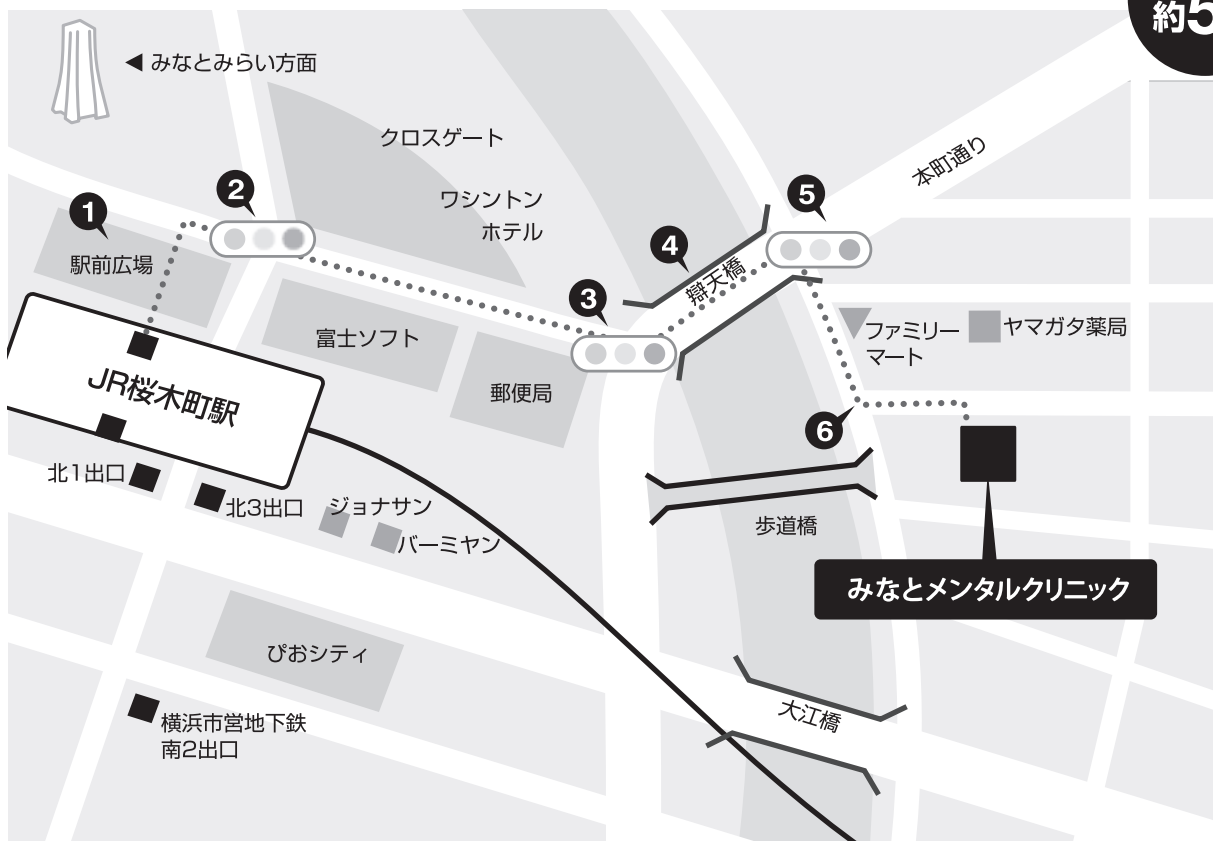 約5
◀ みなとみらい方面
クロスゲート
ワシントン
ホテル
本町通り
1
2
3
4
5
6
駅前広場
富士ソフト
郵便局
辯天橋
ファミリー
マート
ヤマガタ薬局
JR桜木町駅
北1出口
北3出口
ジョナサン
バーミヤン
歩道橋
みなとメンタルクリニック
ぴおシティ
大江橋
横浜市営地下鉄
南2出口